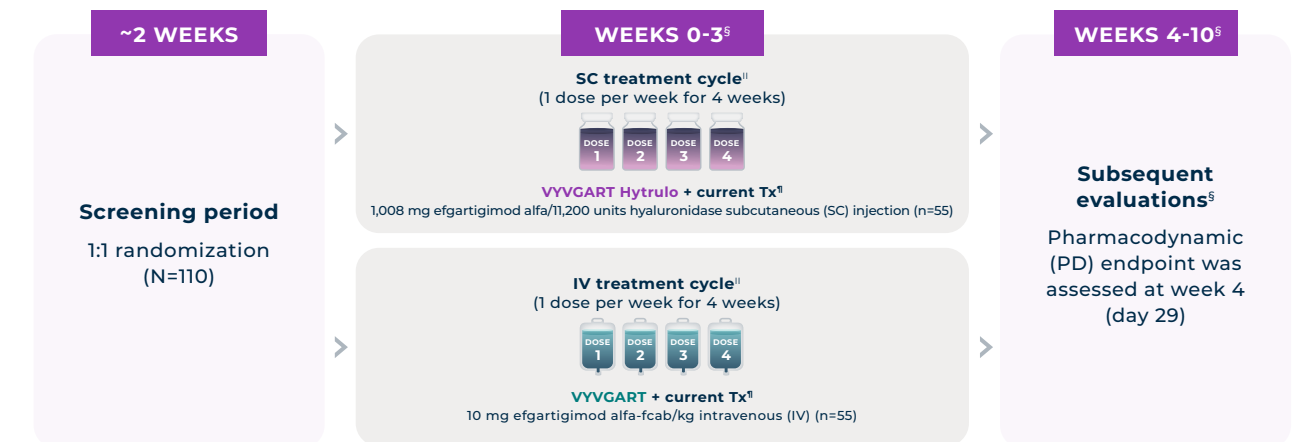 ~2 WEEKS
Screening period
1:1 randomization
(N=110)
WEEKS 0-3§
SC treatment cycle||
(1 dose per week for 4 weeks)
DOSE 1
DOSE 2
DOSE 3
DOSE 4
VYVGART Hytrulo + current Tx¶
1,008 mg efgartigimod alfa/11,200 units hyaluronidase subcutaneous (SC) injection (n=55)
IV treatment cycle||
(1 dose per week for 4 weeks)
DOSE 1
DOSE 2
DOSE 3
DOSE 4
VYVGART + current Tx¶
10 mg efgartigimod alfa-fcab/kg intravenous (IV) (n=55)
WEEKS 4-10§
Subsequent
evaluations§
Pharmacodynamic
(PD) endpoint was
assessed at week 4
(day 29)